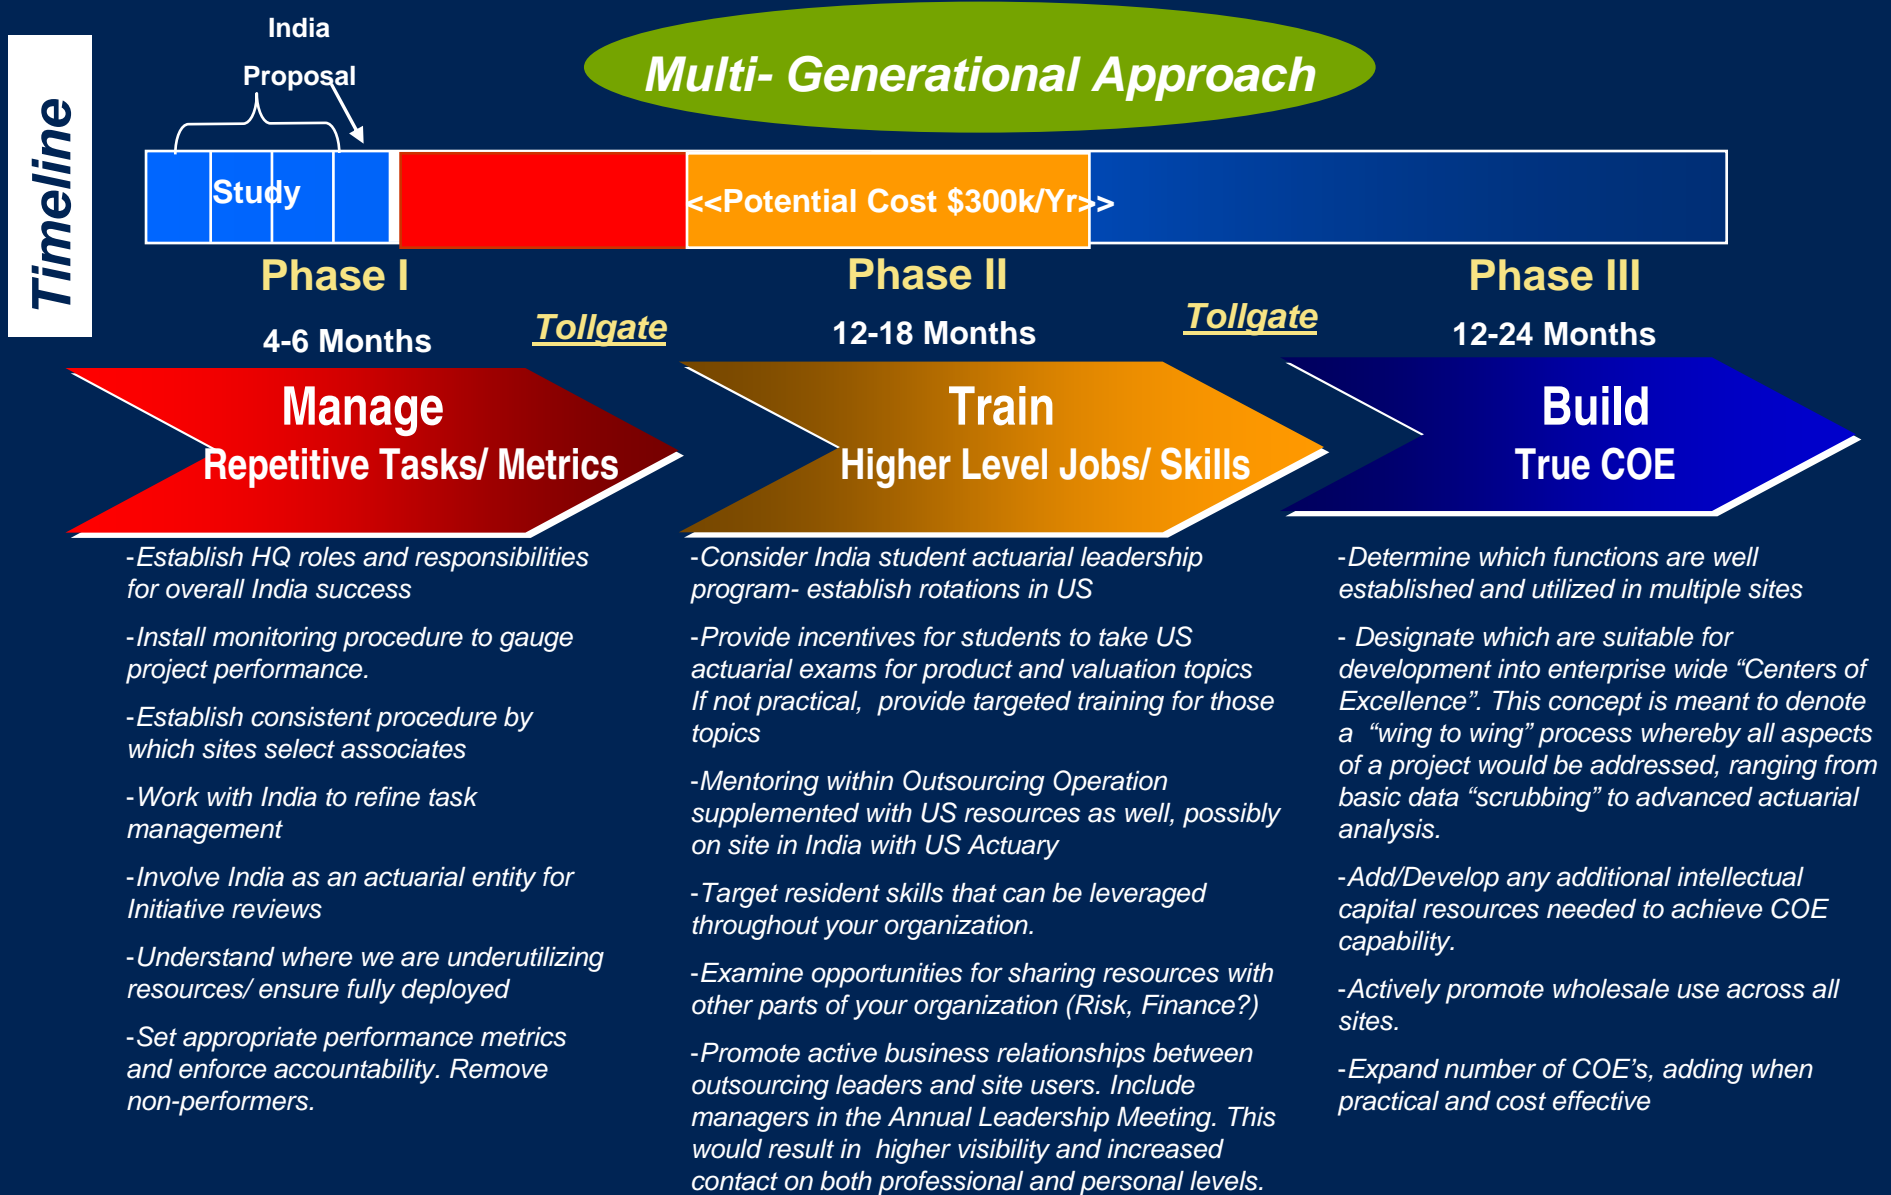 India
Proposal
Multi- Generational Approach
Timeline
Study
<<Potential Cost $300k/Yr>>
Phase I
Phase II
Phase III
4-6 Months
Tollgate
12-18 Months
Tollgate
12-24 Months
Manage
Repetitive Tasks/ Metrics
Train
Higher Level Jobs/ Skills
Build
True COE
-Establish HQ roles and responsibilities
for overall India success
-Install monitoring procedure to gauge
project performance.
-Establish consistent procedure by
which sites select associates
-Work with India to refine task
management
-Involve India as an actuarial entity for
Initiative reviews
-Understand where we are underutilizing
resources/ ensure fully deployed
-Set appropriate performance metrics
and enforce accountability. Remove
non-performers.
-Consider India student actuarial leadership
program- establish rotations in US
-Provide incentives for students to take US
actuarial exams for product and valuation topics
If not practical,  provide targeted training for those
topics
-Mentoring within Outsourcing Operation
supplemented with US resources as well, possibly
on site in India with US Actuary
-Target resident skills that can be leveraged
throughout your organization.
-Examine opportunities for sharing resources with
other parts of your organization (Risk, Finance?)
-Promote active business relationships between
outsourcing leaders and site users. Include
managers in the Annual Leadership Meeting. This
would result in  higher visibility and increased
contact on both professional and personal levels.
-Determine which functions are well
established and utilized in multiple sites
- Designate which are suitable for
development into enterprise wide “Centers of
Excellence”. This concept is meant to denote
a  “wing to wing” process whereby all aspects
of a project would be addressed, ranging from
basic data “scrubbing” to advanced actuarial
analysis.
-Add/Develop any additional intellectual
capital resources needed to achieve COE
capability.
-Actively promote wholesale use across all
sites.
-Expand number of COE’s, adding when
practical and cost effective